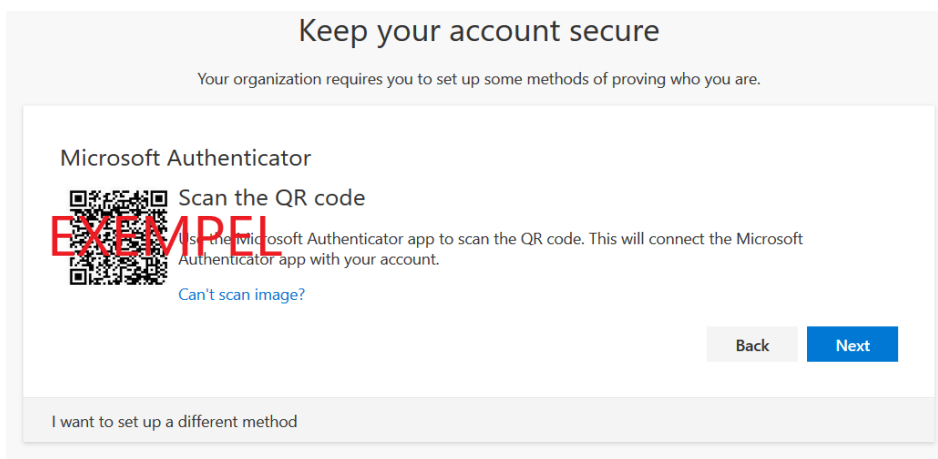 Keep your account secure
Your organization requires you to set up some methods of proving who you are.
Microsoft Authenticator
Scan the QR code
EXEMPEL
Use the Microsoft Authenticator app to scan the QR code. This will connect the Microsoft
Authenticator app with your account.
Can't scan image?
Back
Next
I want to set up a different method